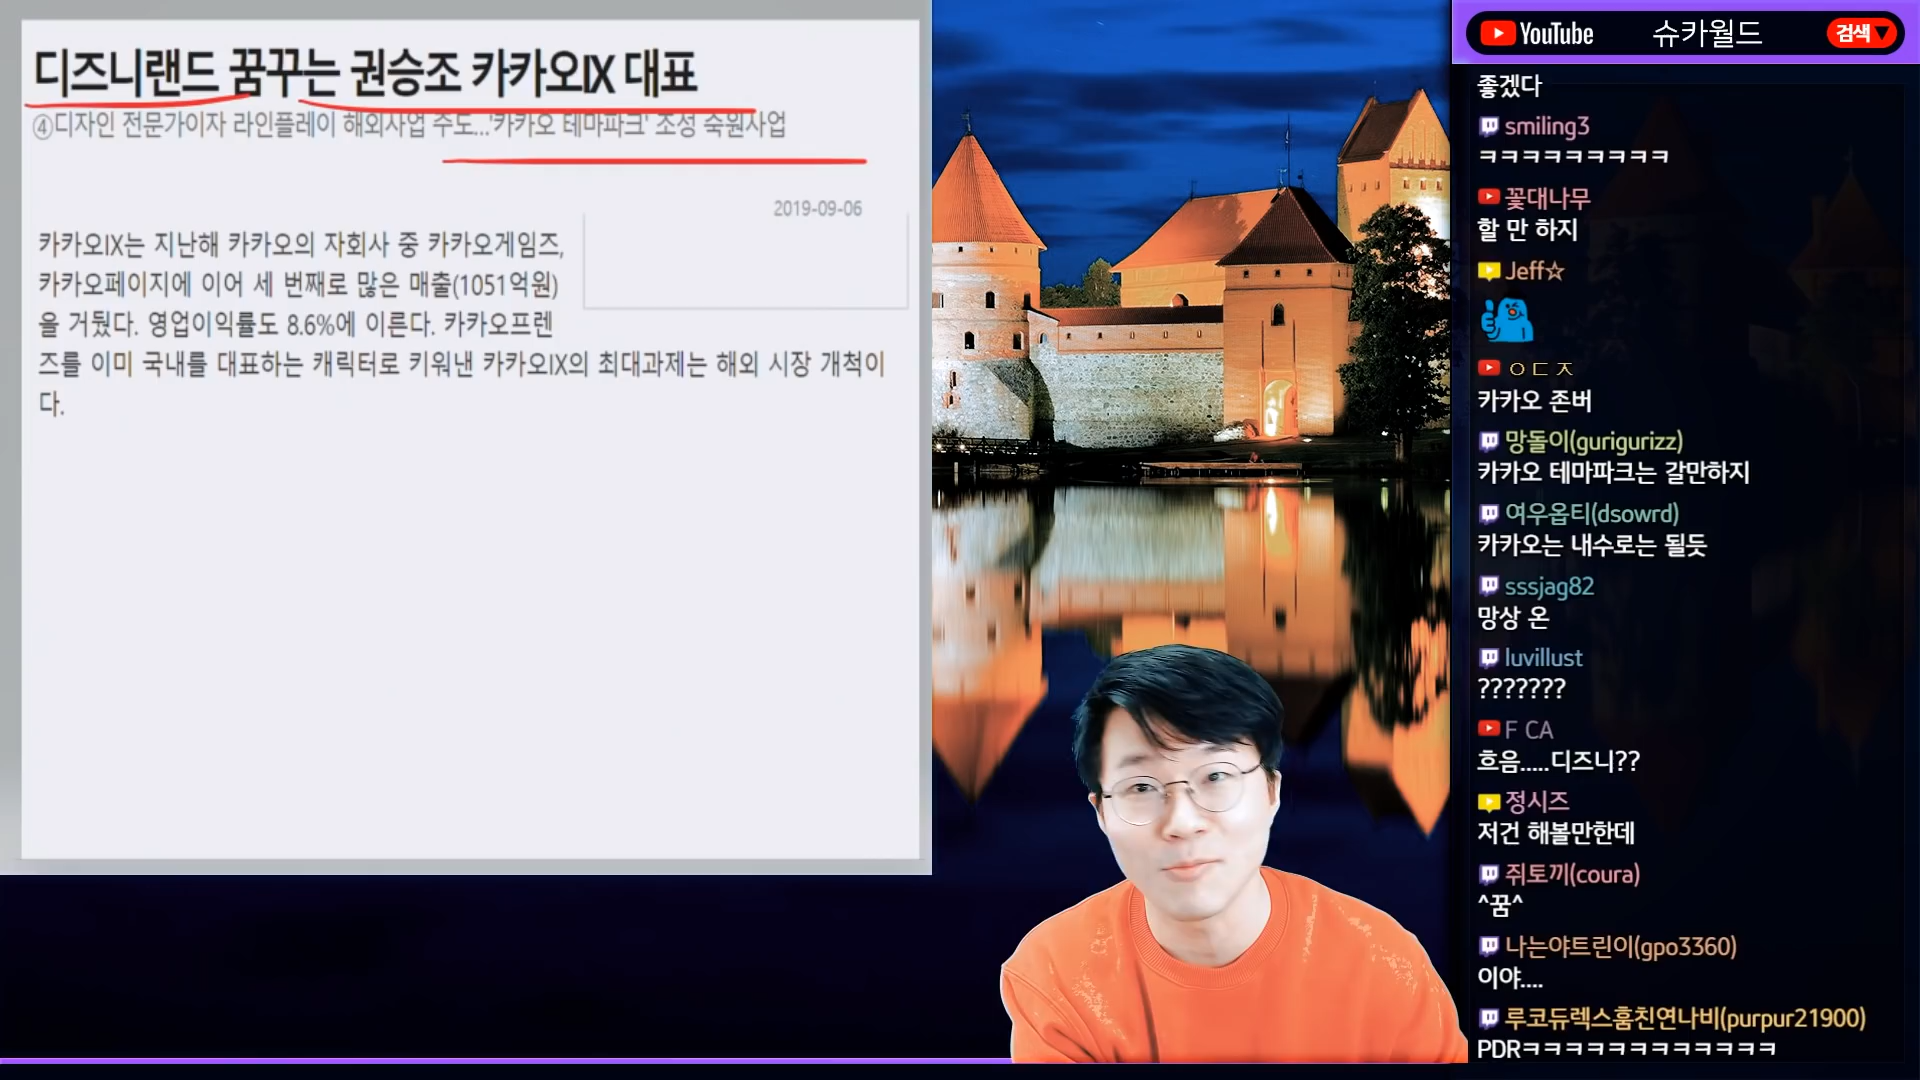 디즈니랜드 꿈꾸는 권승조 카카오IX 대표
④디자인 전문가이자 라인플레이 해외사업 주도...'카카오 테마파크' 조성 숙원사업
2019-09-06
카카오IX는 지난해 카카오의 자회사 중 카카오게임즈,
카카오페이지에 이어 세 번째로 많은 매출(1051억원)
을 거뒀다. 영업이익률도 8.6%에 이른다. 카카오프렌
즈를 이미 국내를 대표하는 캐릭터로 키워낸 카카오IX의 최대과제는 해외 시장 개척이
다.
YouTube 슈카월드 검색▼
좋겠다
smiling3
ㅋㅋㅋㅋㅋㅋㅋㅋㅋ
꽃대나무
할 만 하지
Jeff☆
ㅇㄷㅈ
카카오 존버
망돌이(gurigurizz)
카카오 테마파크는 갈만하지
여우옵티(dsowrd)
카카오는 내수로는 될듯
sssjag82
망상 온
luvillust
???????
F CA
흐음.....디즈니??
정시즈
저건 해볼만한데
쥐토끼(coura)
^꿈^
나는야트린이(gpo3360)
이야....
루코듀렉스훔친연나비(purpur21900)
PDRㅋㅋㅋㅋㅋㅋㅋㅋㅋㅋㅋㅋ